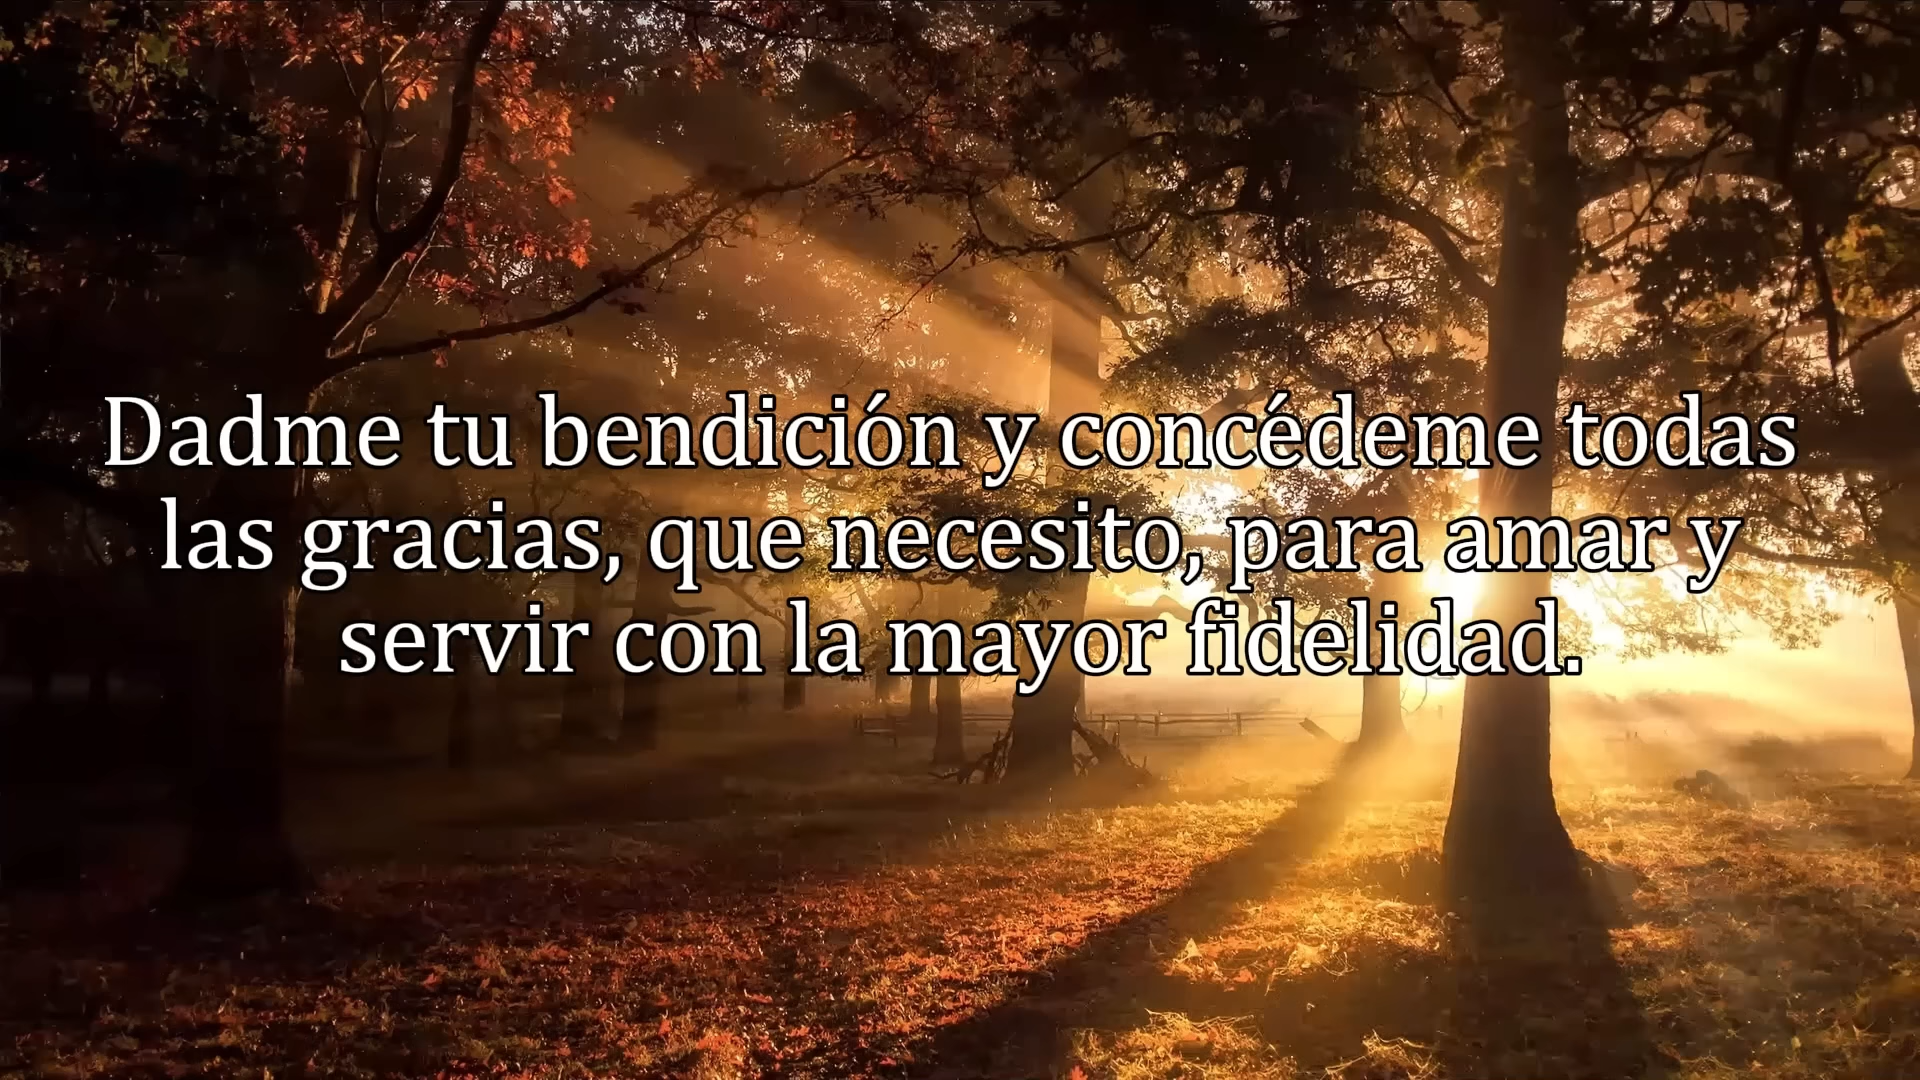 Dadme tu bendición y concédeme todas
las gracias, que necesito, para amar y
servir con la mayor fidelidad.